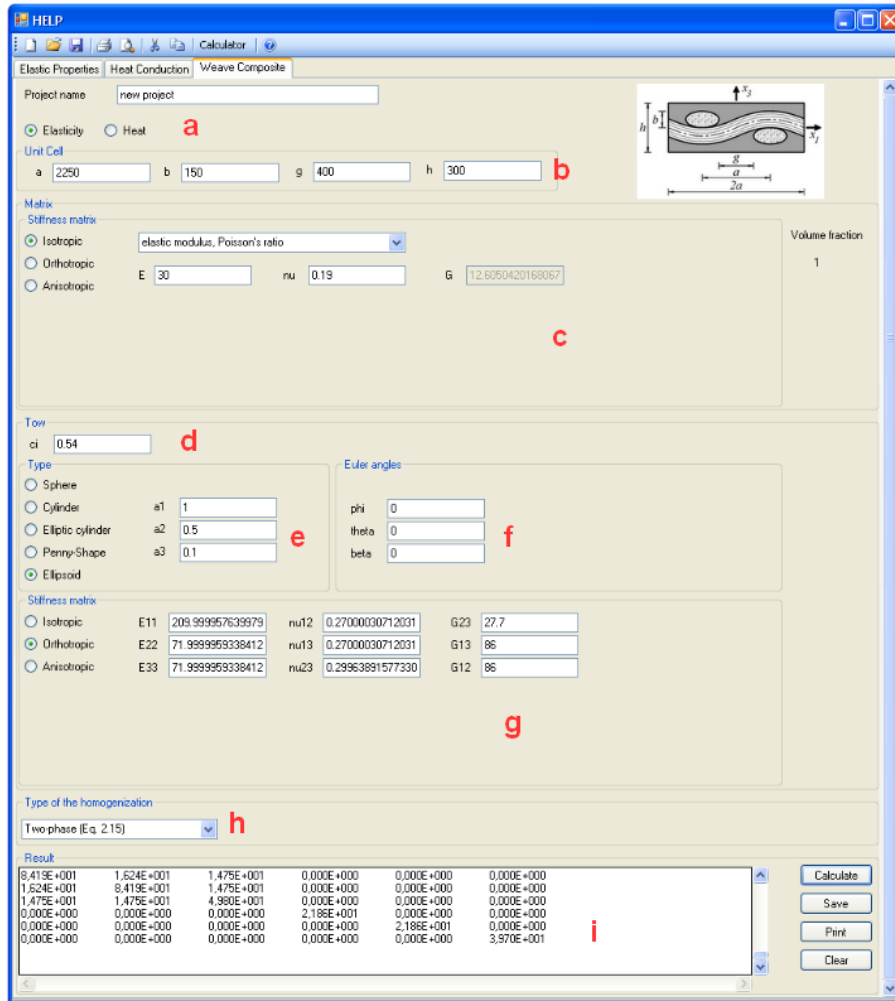 HELP
Calculator
Elastic Properties Heat Conduction Weave Composite
Project name new project
Elasticity Heat a
Unit Cell
a 2250 b 150 g 400 h 300 b
x3
h b x1
g
a
2a
Matrix
Stiffness matrix
Isotropic elastic modulus, Poisson's ratio Volume fraction
Orthotropic E 30 nu 0.19 G 12.6050420168067 1
Anisotropic
c
Tow
ci 0.54 d
Type Euler angles
Sphere
Cylinder a1 1 phi 0
Elliptic cylinder a2 0.5 e theta 0 f
Penny-Shape a3 0.1 beta 0
Ellipsoid
Stiffness matrix
Isotropic E11 209.999957639979 nu12 0.27000030712031 G23 27.7
Orthotropic E22 71.9999959338412 nu13 0.27000030712031 G13 86
Anisotropic E33 71.9999959338412 nu23 0.29963891577330 G12 86
g
Type of the homogenization
Two-phase (Eq. 2.15) h
Result
8,419E+001 1,624E+001 1,475E+001 0,000E+000 0,000E+000 0,000E+000
1,624E+001 8,419E+001 1,475E+001 0,000E+000 0,000E+000 0,000E+000
1,475E+001 1,475E+001 4,980E+001 0,000E+000 0,000E+000 0,000E+000
0,000E+000 0,000E+000 0,000E+000 2,186E+001 0,000E+000 0,000E+000
0,000E+000 0,000E+000 0,000E+000 0,000E+000 2,186E+001 0,000E+000
0,000E+000 0,000E+000 0,000E+000 0,000E+000 0,000E+000 3,970E+001
i
Calculate
Save
Print
Clear